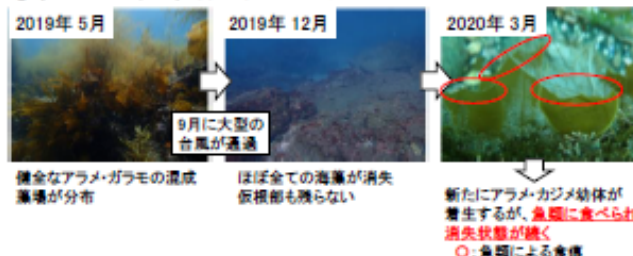 2019年 5月
2019年 12月
2020年 3月
9月に大型の
台風が通過
健全なアラメ・ガラモの混成
藻場が分布
ほぼ全ての海藻が消失
仮根部も残らない
新たにアラメ・カジメ幼体が
着生するが、魚類に食べられ
消失状態が続く
○:魚類による食痕